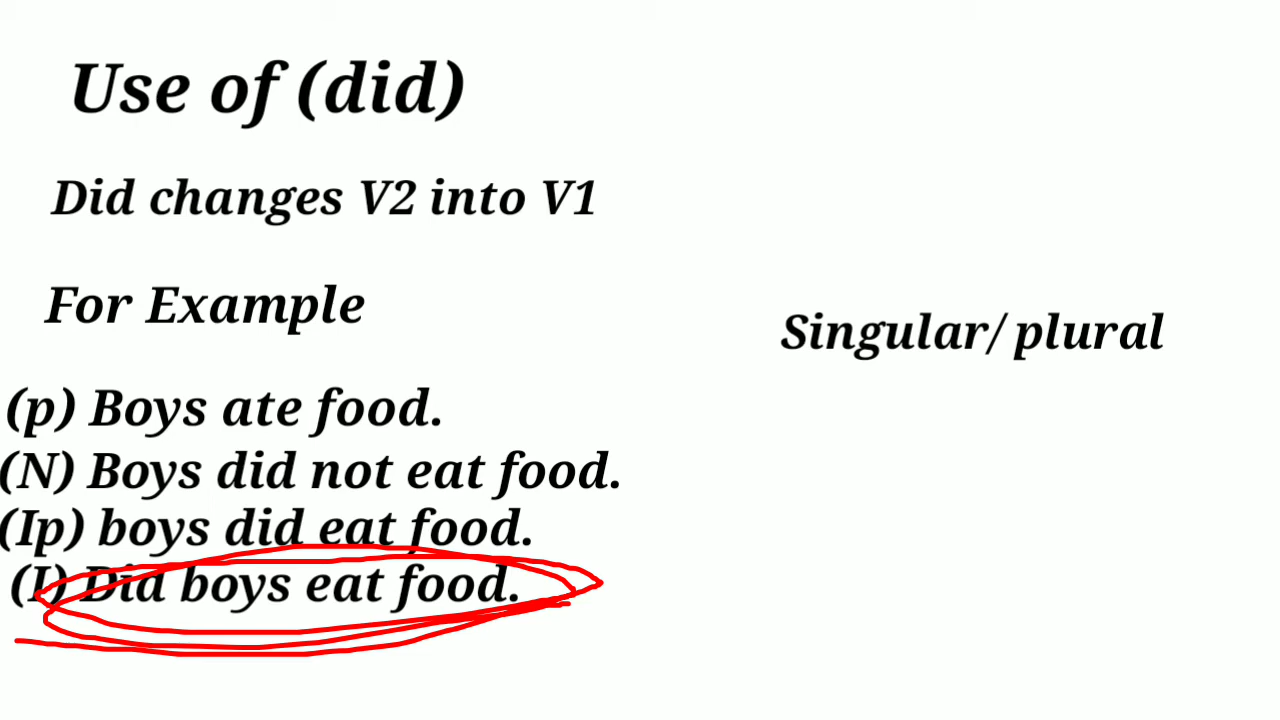 Use of (did)
Did changes V2 into V1
For Example
Singular/ plural
(p) Boys ate food.
(N) Boys did not eat food.
(Ip) boys did eat food.
(I) Did boys eat food.